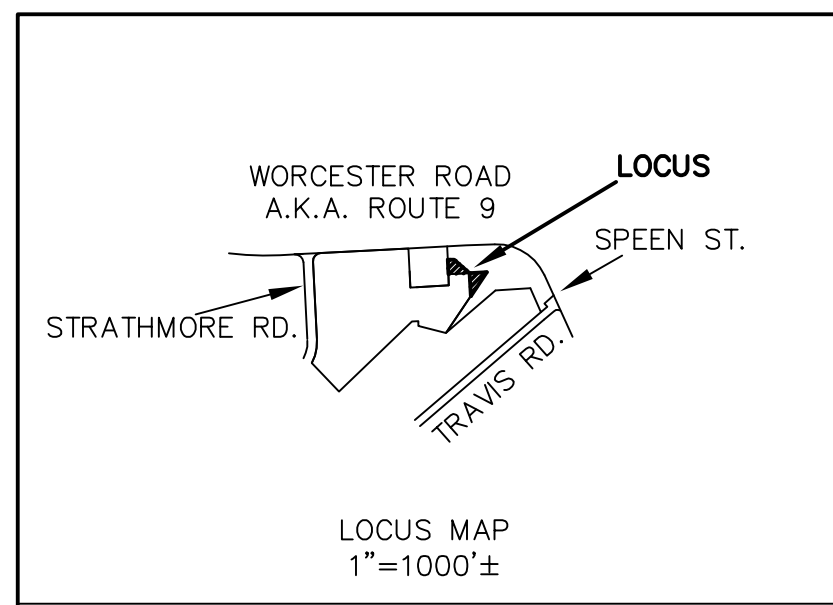 WORCESTER ROAD
A.K.A. ROUTE 9
LOCUS
SPEEN ST.
STRATHMORE RD.
TRAVIS RD.
LOCUS MAP
1"=1000'±